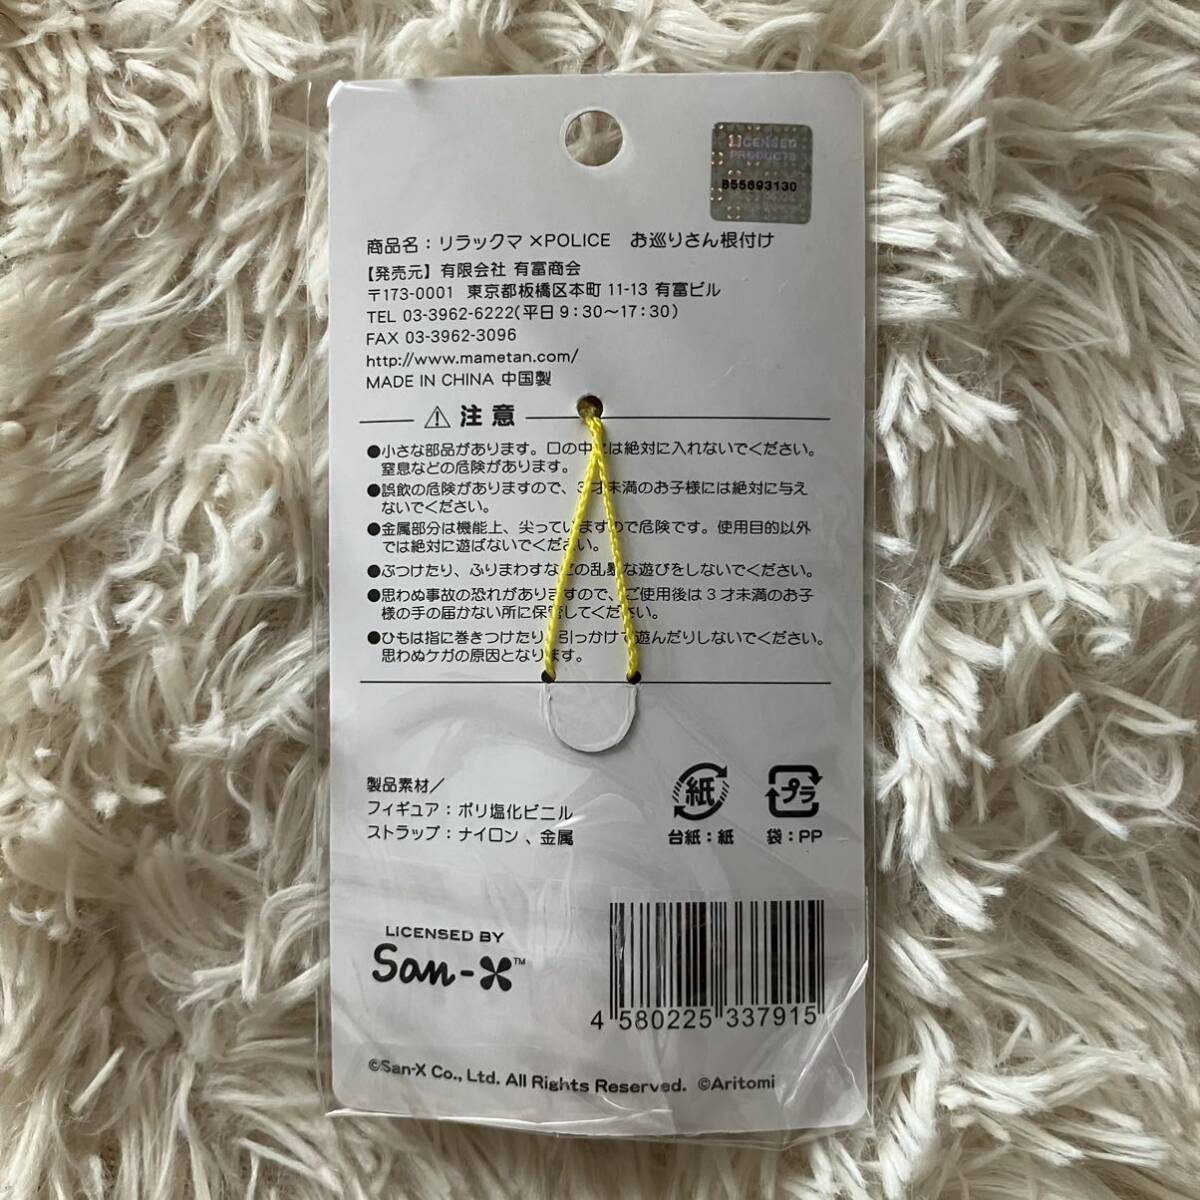 LICENSED
PRODUCTS
B55693130
商品名：リラックマ ×POLICE　お巡りさん根付け
【発売元】有限会社 有富商会
〒173-0001 東京都板橋区本町 11-13 有富ビル
TEL 03-3962-6222(平日9：30〜17：30)
FAX 03-3962-3096
http://www.mametan.com/
MADE IN CHINA 中国製
注意
●小さな部品があります。口の中には絶対に入れないでください。
窒息などの危険があります。
●誤飲の危険がありますので、3才未満のお子様には絶対に与え
ないでください。
●金属部分は機能上、尖っていますので危険です。使用目的以外
では絶対に遊ばないでください。
●ぶつけたり、ふりまわすなどの乱暴な遊びをしないでください。
●思わぬ事故の恐れがありますので、ご使用後は3才未満のお子
様の手の届かない所に保管してください。
●ひもは指に巻きつけたり、引っかけて遊んだりしないでください。
思わぬケガの原因となります。
製品素材／
フィギュア：ポリ塩化ビニル
ストラップ：ナイロン、金属
紙
台紙：紙
プラ
袋：PP
LICENSED BY
San-X™
4 580225 337915
©San-X Co., Ltd. All Rights Reserved. ©Aritomi